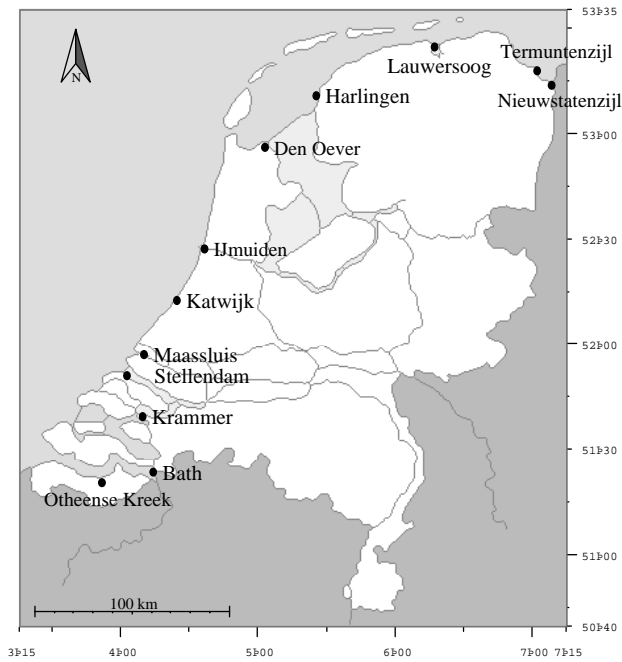 53Þ35
N
Termuntenzijl
Lauwersoog
Harlingen
Nieuwstatenzijl
53Þ00
Den Oever
52Þ30
IJmuiden
Katwijk
52Þ00
Maassluis
Stellendam
Krammer
51Þ30
Bath
Otheense Kreek
51Þ00
100 km
50Þ40
3Þ15
4Þ00
5Þ00
6Þ00
7Þ00
7Þ15